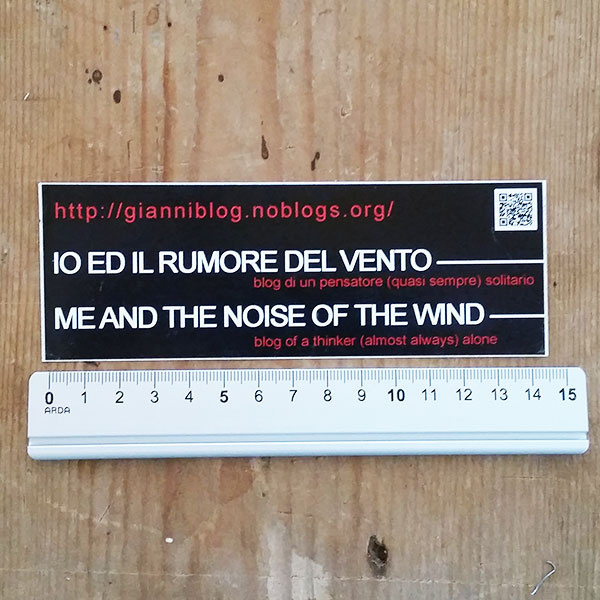 http://gianniblog.noblogs.org/
IO ED IL RUMORE DEL VENTO
blog di un pensatore (quasi sempre) solitario
ME AND THE NOISE OF THE WIND
blog of a thinker (almost always) alone
0 1 2 3 4 5 6 7 8 9 10 11 12 13 14 15
ARDA